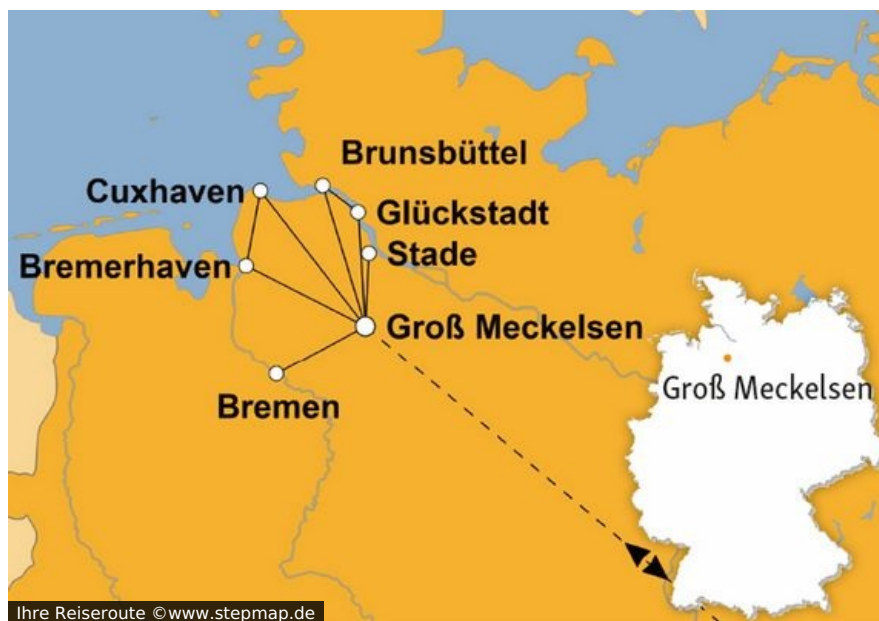 Brunsbüttel
Cuxhaven
Glückstadt
Stade
Bremerhaven
Groß Meckelsen
Groß Meckelsen
Bremen
Ihre Reiseroute ©www.stepmap.de